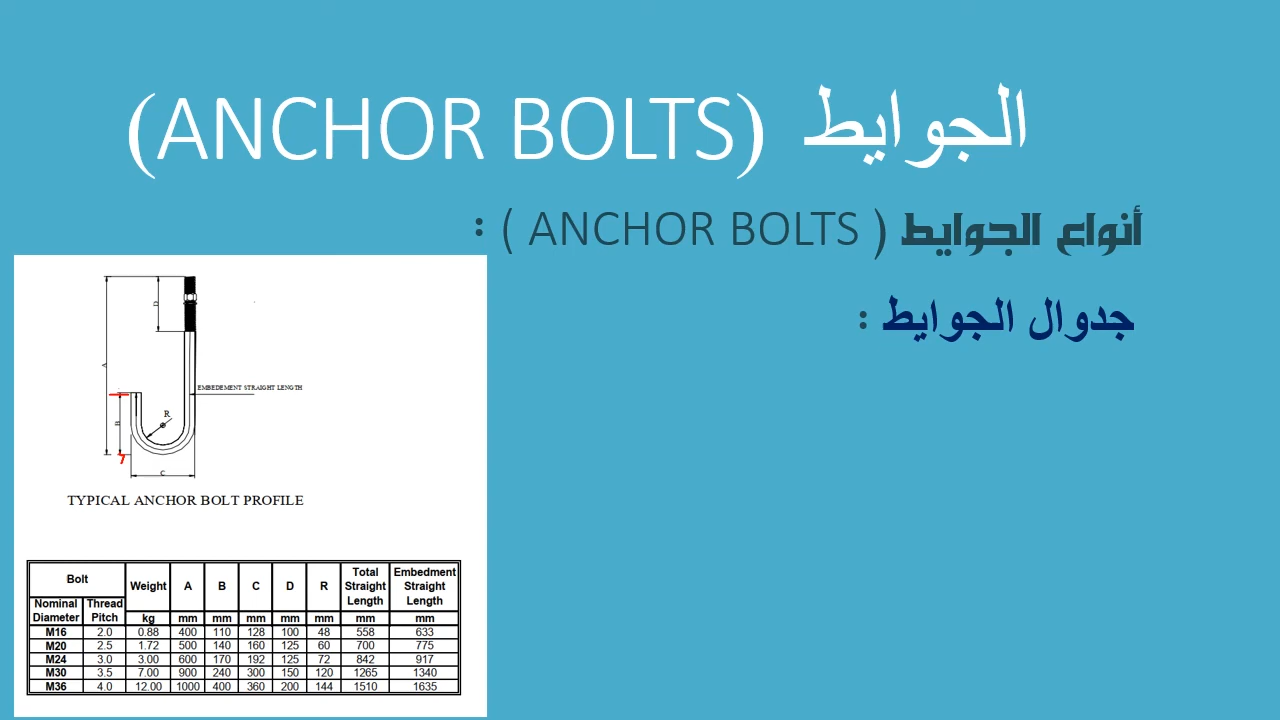 الجوايط (ANCHOR BOLTS)
أنواع الجوايط ( ANCHOR BOLTS ) :
جدوال الجوايط :
D
A
EMBEDEMENT STRAIGHT LENGTH
R
B
C
TYPICAL ANCHOR BOLT PROFILE
Bolt Weight A B C D R Total Straight Length Embedment Straight Length
Nominal Diameter Thread Pitch kg mm mm mm mm mm mm mm
M16 2.0 0.88 400 110 128 100 48 558 633
M20 2.5 1.72 500 140 160 125 60 700 775
M24 3.0 3.00 600 170 192 125 72 842 917
M30 3.5 7.00 900 240 300 150 120 1265 1340
M36 4.0 12.00 1000 400 360 200 144 1510 1635